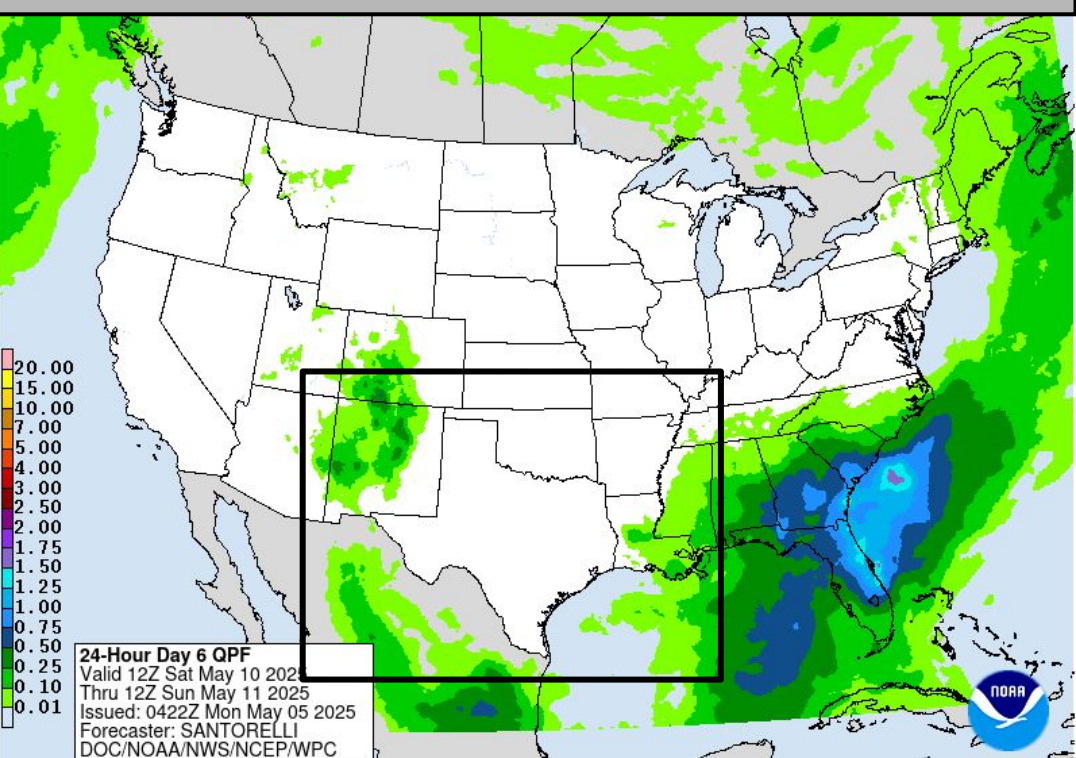 20.00
15.00
10.00
7.00
5.00
4.00
3.00
2.50
2.00
1.75
1.50
1.25
1.00
0.75
0.50
0.25
0.10
0.01
24-Hour Day 6 QPF
Valid 12Z Sat May 10 2025
Thru 12Z Sun May 11 2025
Issued: 0422Z Mon May 05 2025
Forecaster: SANTORELLI
DOC/NOAA/NWS/NCEP/WPC
NOAA